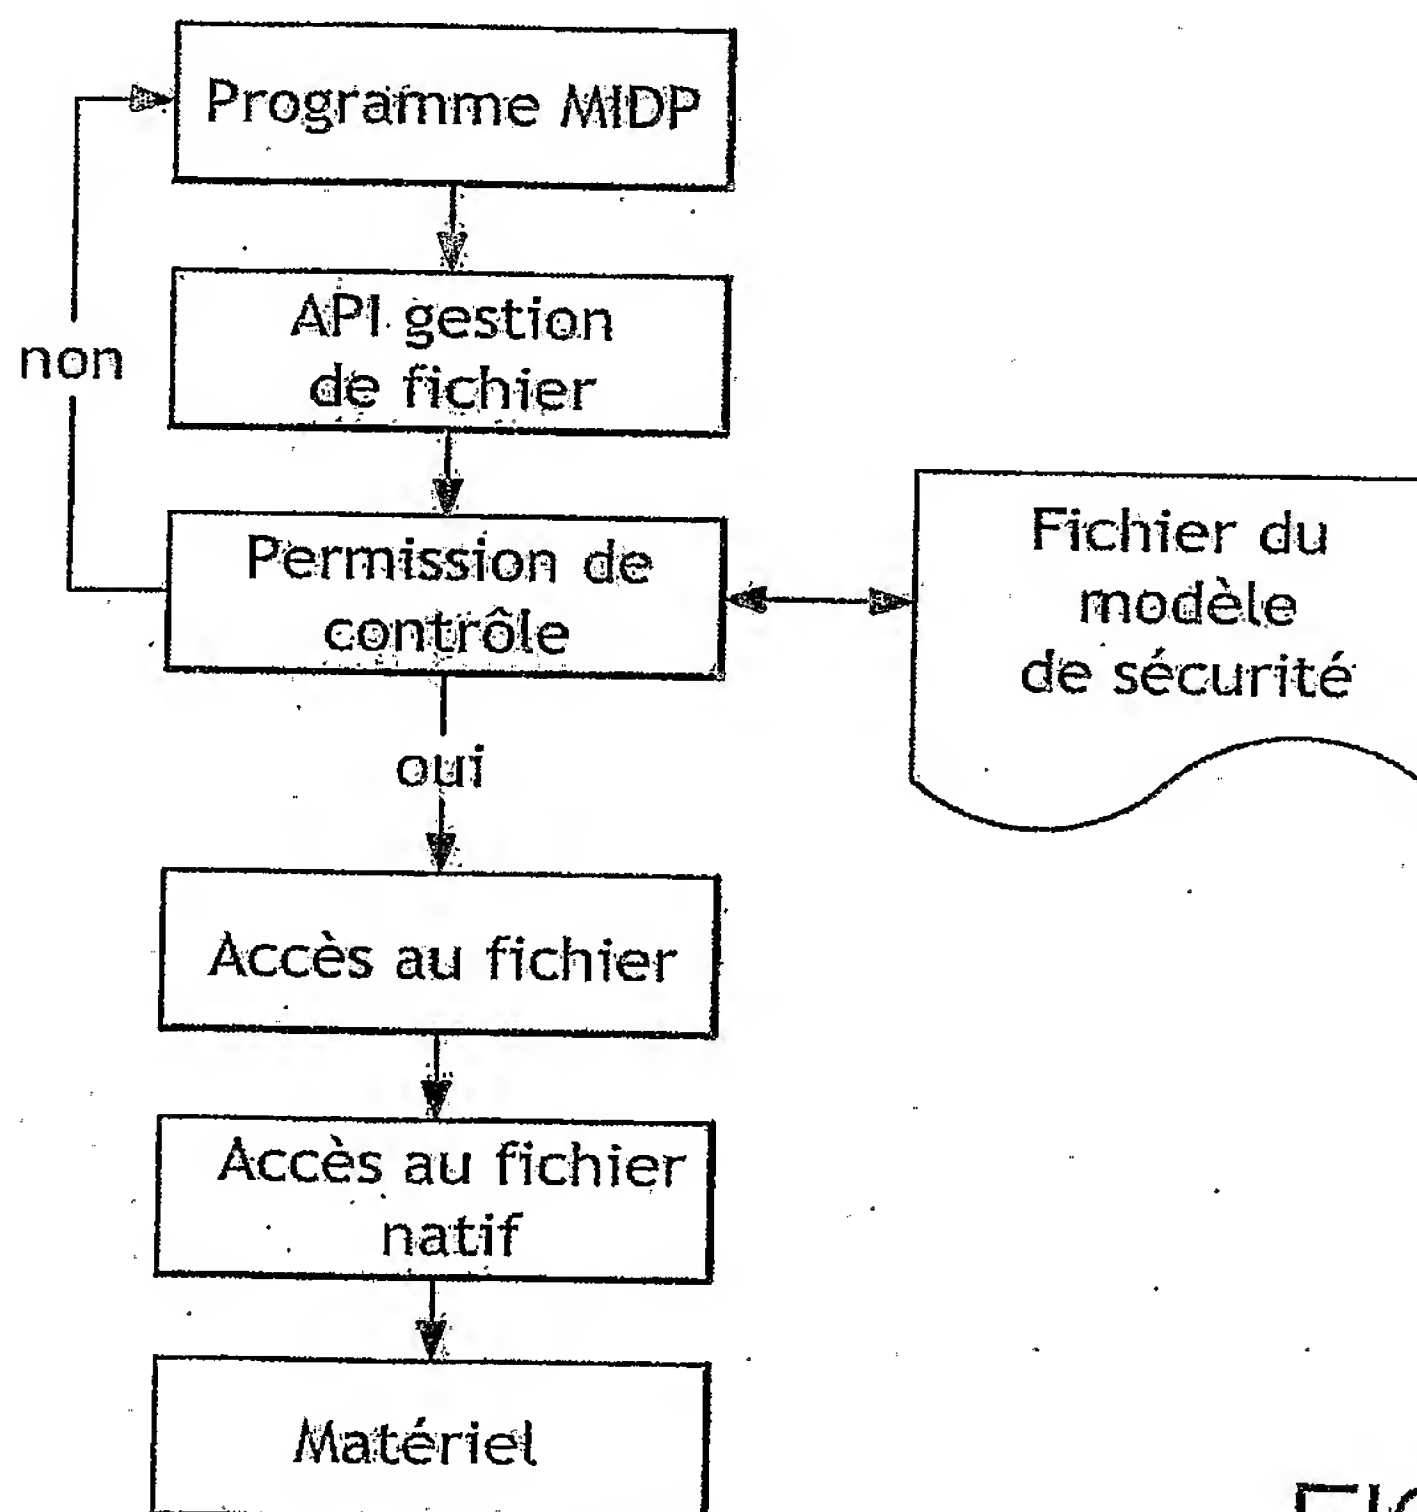 Programme MIDP
API gestion
de fichier
non
Permission de
contrôle
Fichier du
modèle
de sécurité
oui
Accès au fichier
Accès au fichier
natif
Matériel